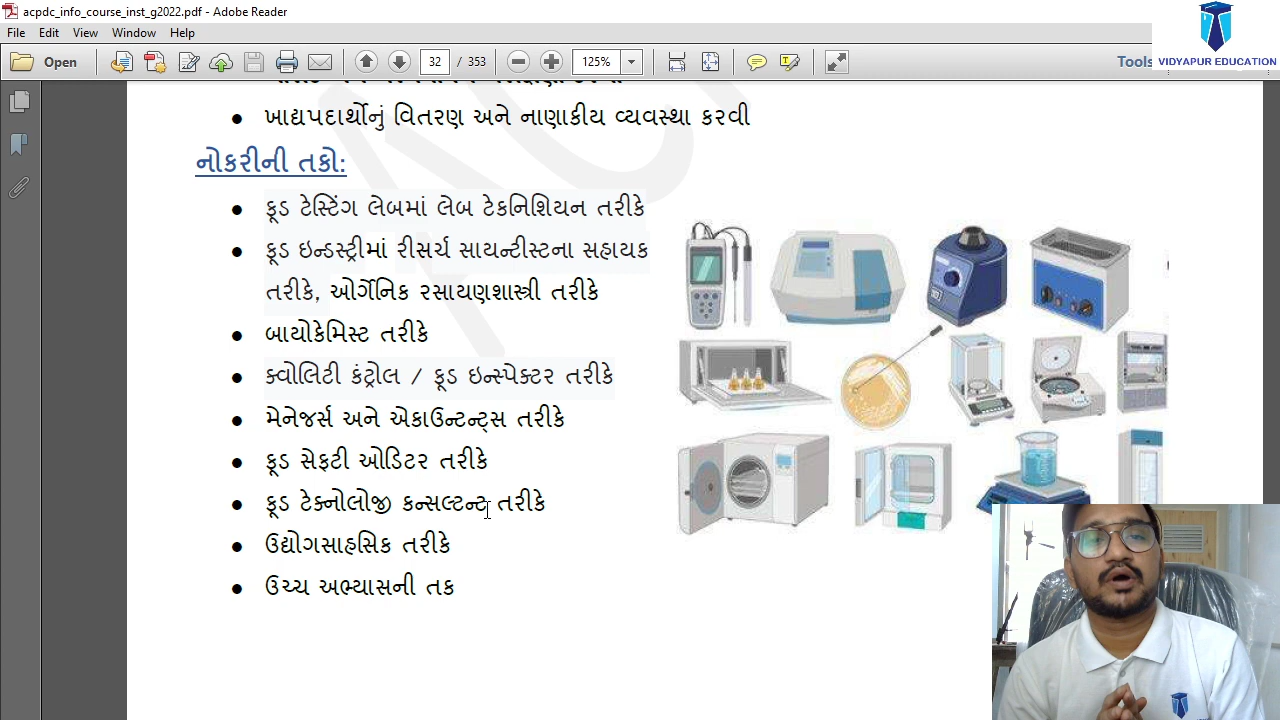 acpdc_info_course_inst_g2022.pdf - Adobe Reader
File Edit View Window Help
Open 32 / 353 125% Tools
VIDYAPUR EDUCATION
• ખાદ્યપદાર્થોનું વિતરણ અને નાણાકીય વ્યવસ્થા કરવી
નોકરીની તકો:
• ફૂડ ટેસ્ટિંગ લેબમાં લેબ ટેકનિશિયન તરીકે
• ફૂડ ઇન્ડસ્ટ્રીમાં રીસર્ચ સાયન્ટીસ્ટના સહાયક
તરીકે, ઓર્ગેનિક રસાયણશાસ્ત્રી તરીકે
• બાયોકેમિસ્ટ તરીકે
• ક્વોલિટી કંટ્રોલ / ફૂડ ઇન્સ્પેક્ટર તરીકે
• મેનેજર્સ અને એકાઉન્ટન્ટ્સ તરીકે
• ફૂડ સેફટી ઓડિટર તરીકે
• ફૂડ ટેક્નોલોજી કન્સલ્ટન્ટ તરીકે
• ઉદ્યોગસાહસિક તરીકે
• ઉચ્ચ અભ્યાસની તક